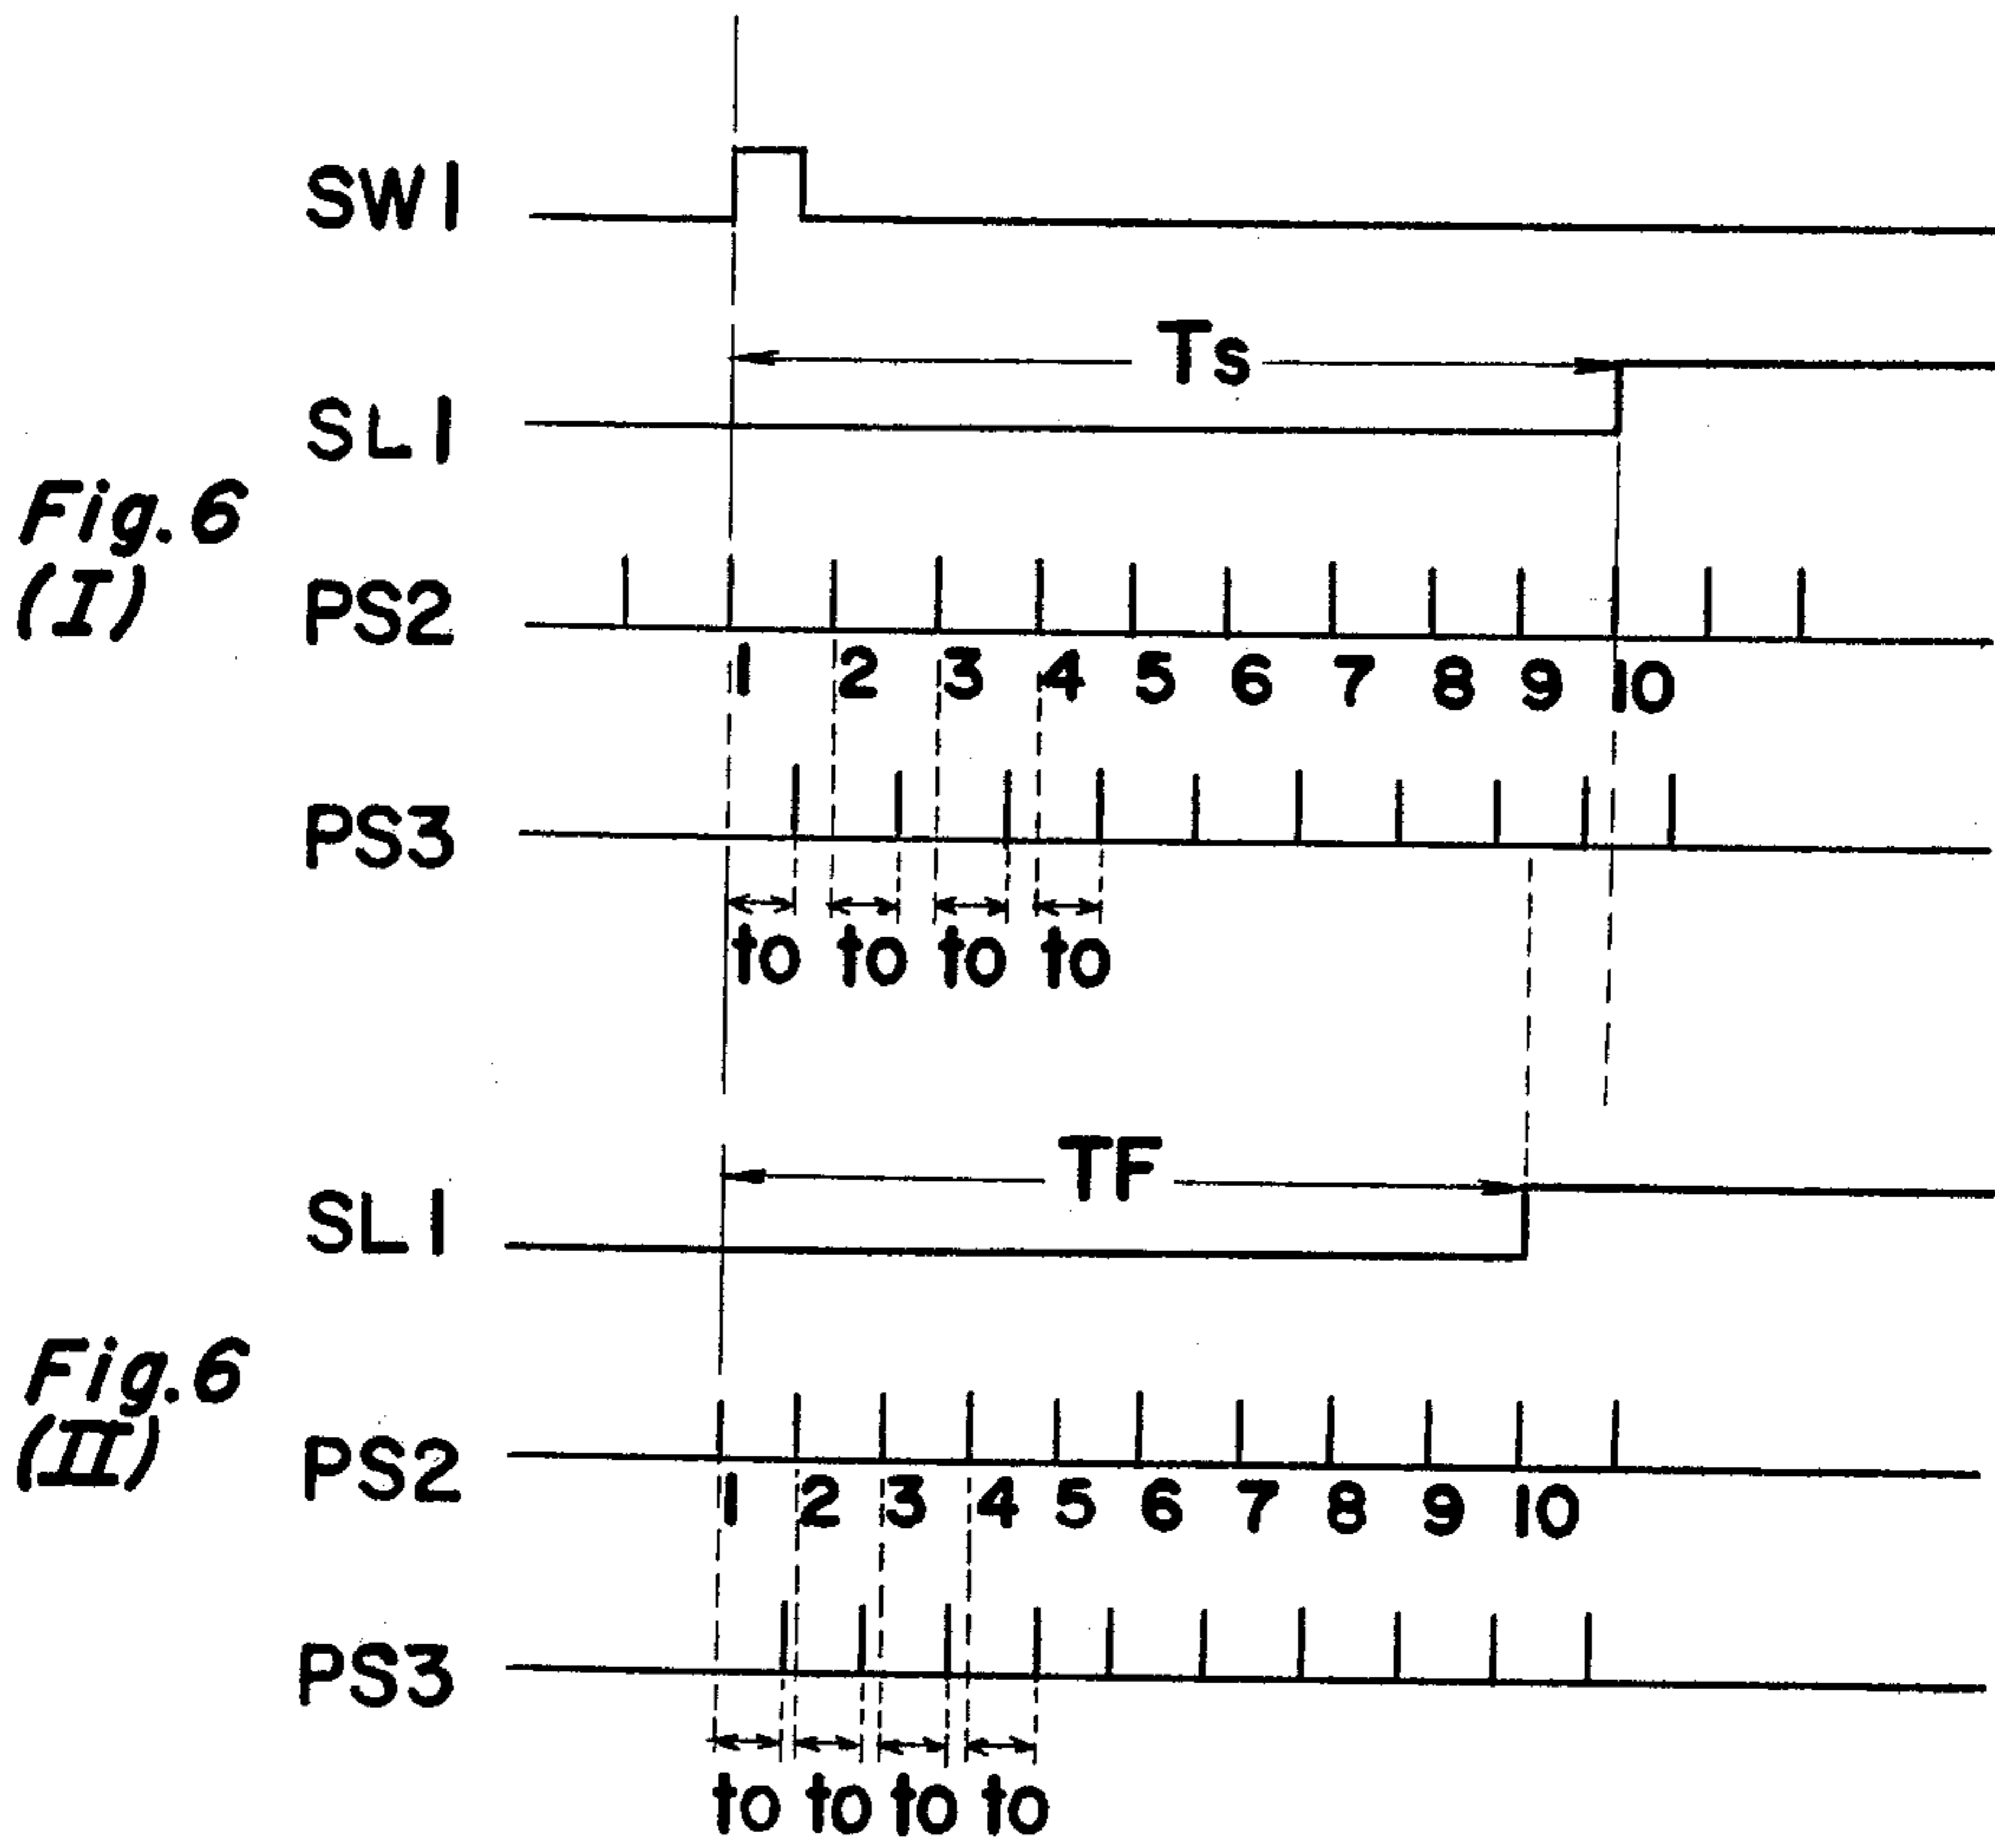 SW1
Ts
SL1
Fig. 6
(I)
PS2
1 2 3 4 5 6 7 8 9 10
PS3
to to to to
TF
SL1
Fig. 6
(II)
PS2
1 2 3 4 5 6 7 8 9 10
PS3
to to to to